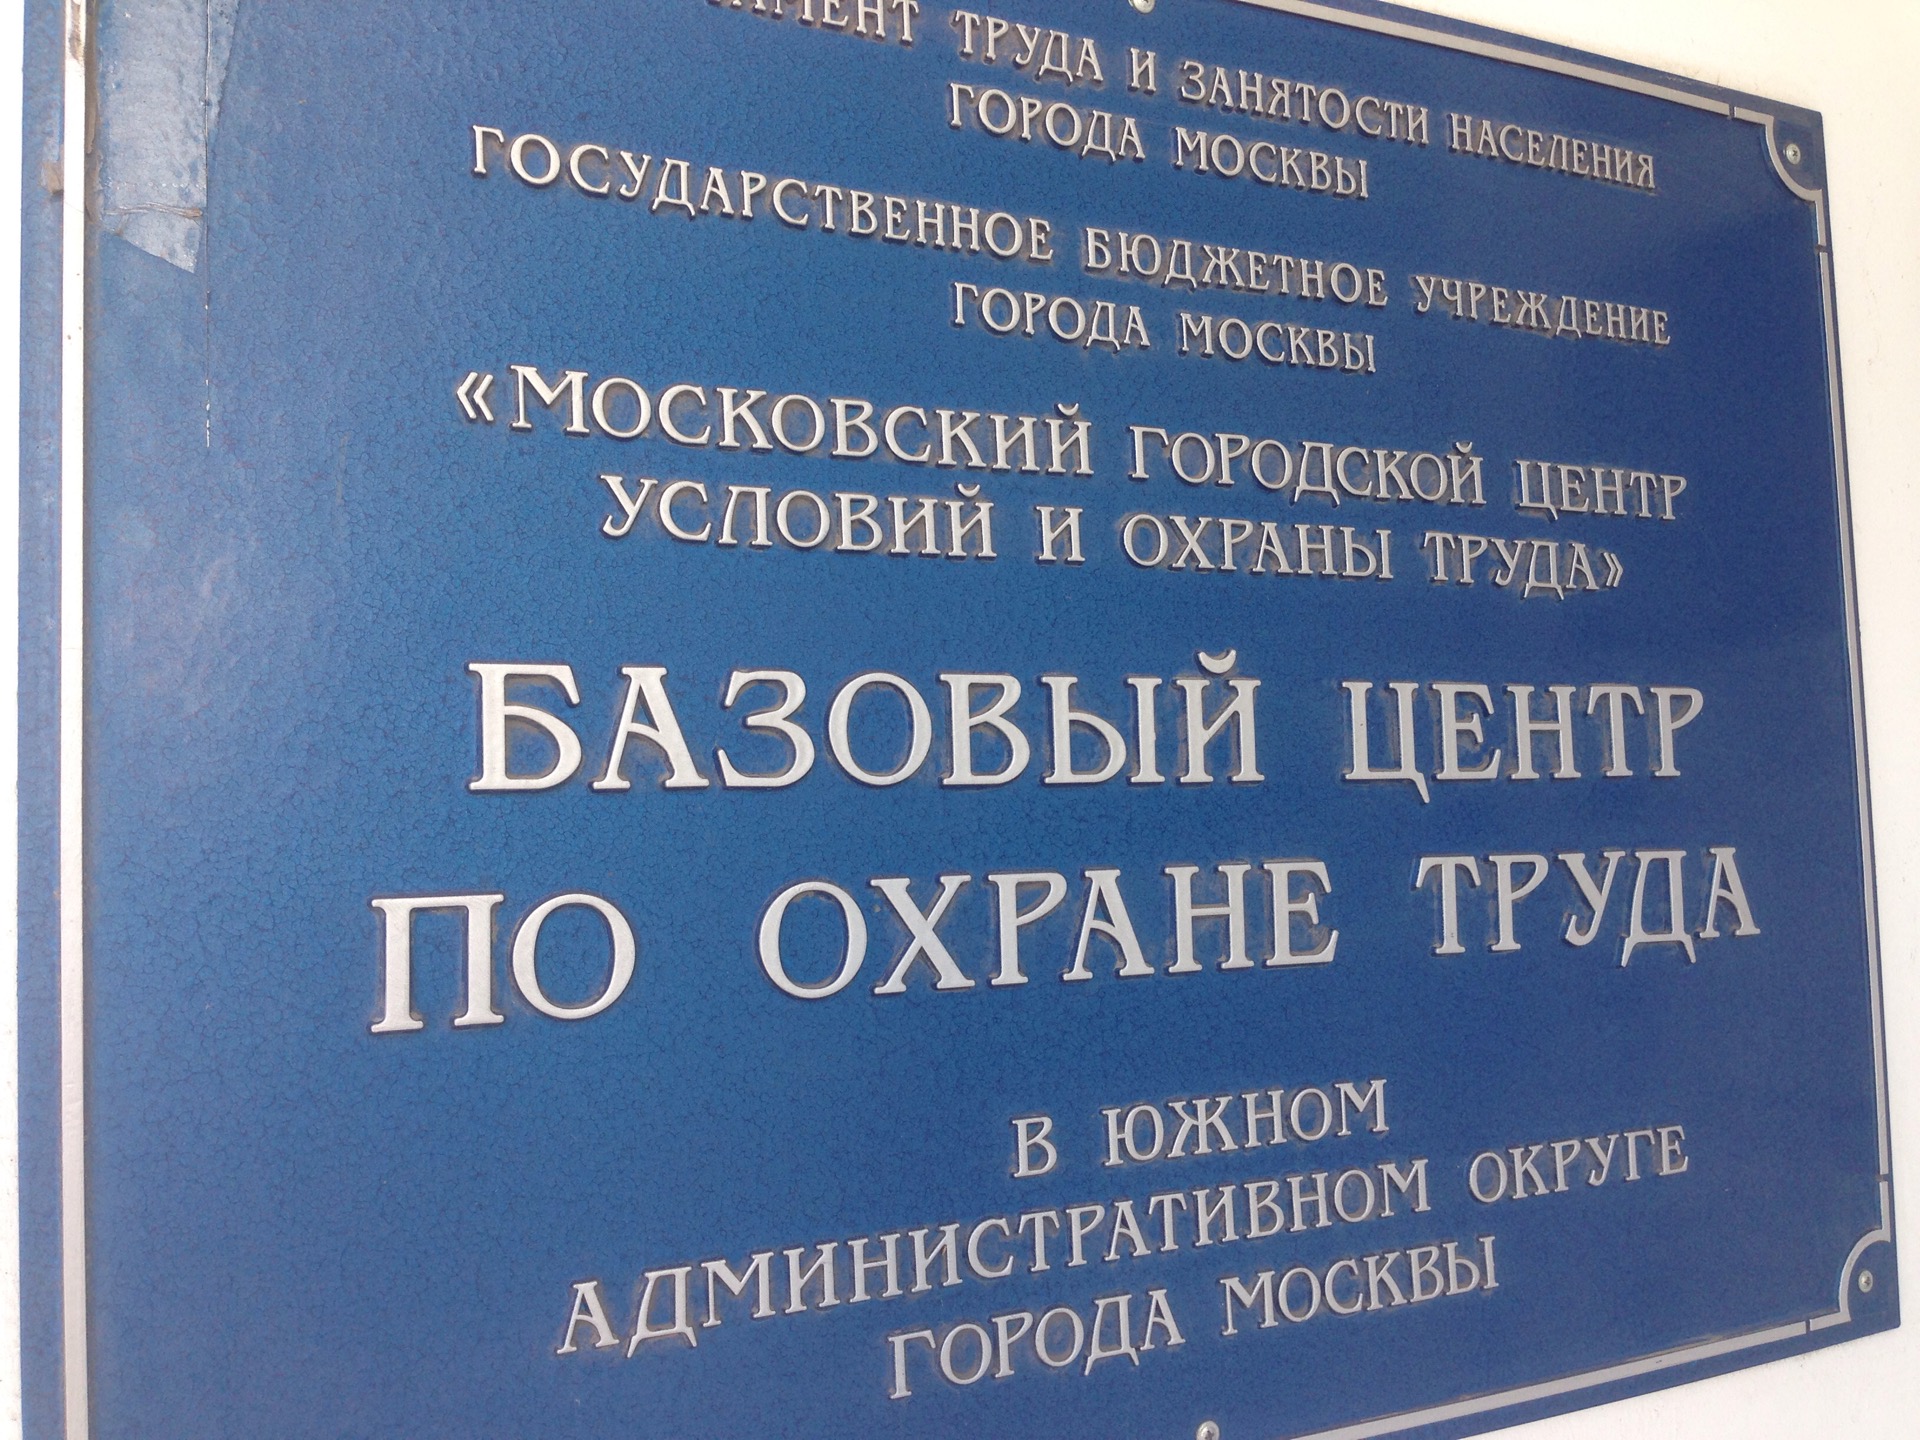 ТРУДА И ЗАНЯТОСТИ НАСЕЛЕНИЯ
ГОРОДА МОСКВЫ
ГОСУДАРСТВЕННОЕ БЮДЖЕТНОЕ УЧРЕЖДЕНИЕ
ГОРОДА МОСКВЫ
«МОСКОВСКИЙ ГОРОДСКОЙ ЦЕНТР
УСЛОВИЙ И ОХРАНЫ ТРУДА»
БАЗОВЫЙ ЦЕНТР
ПО ОХРАНЕ ТРУДА
В ЮЖНОМ
АДМИНИСТРАТИВНОМ ОКРУГЕ
ГОРОДА МОСКВЫ